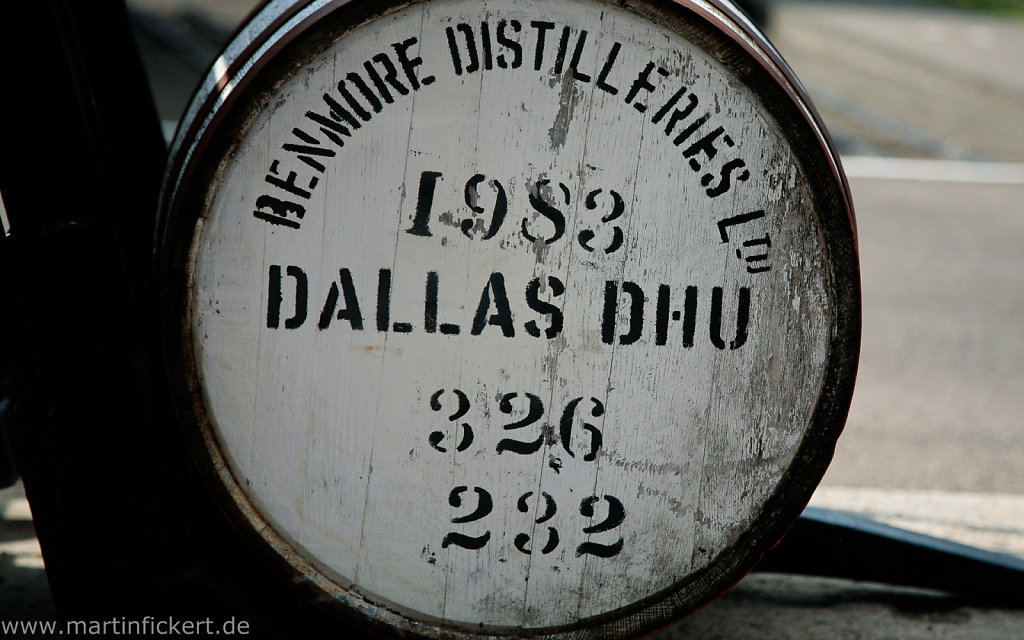 BENMORE DISTILLERIES LTD
1983
DALLAS DHU
326
232
www.martinfickert.de